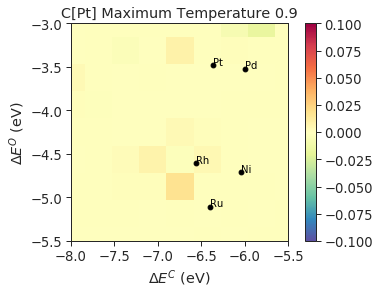 C[Pt] Maximum Temperature 0.9
−3.0
−3.5
−4.0
−4.5
−5.0
−5.5
ΔE^O (eV)
Pt
Pd
Rh
Ni
Ru
−8.0 −7.5 −7.0 −6.5 −6.0 −5.5
ΔE^C (eV)
0.100
0.075
0.050
0.025
0.000
−0.025
−0.050
−0.075
−0.100